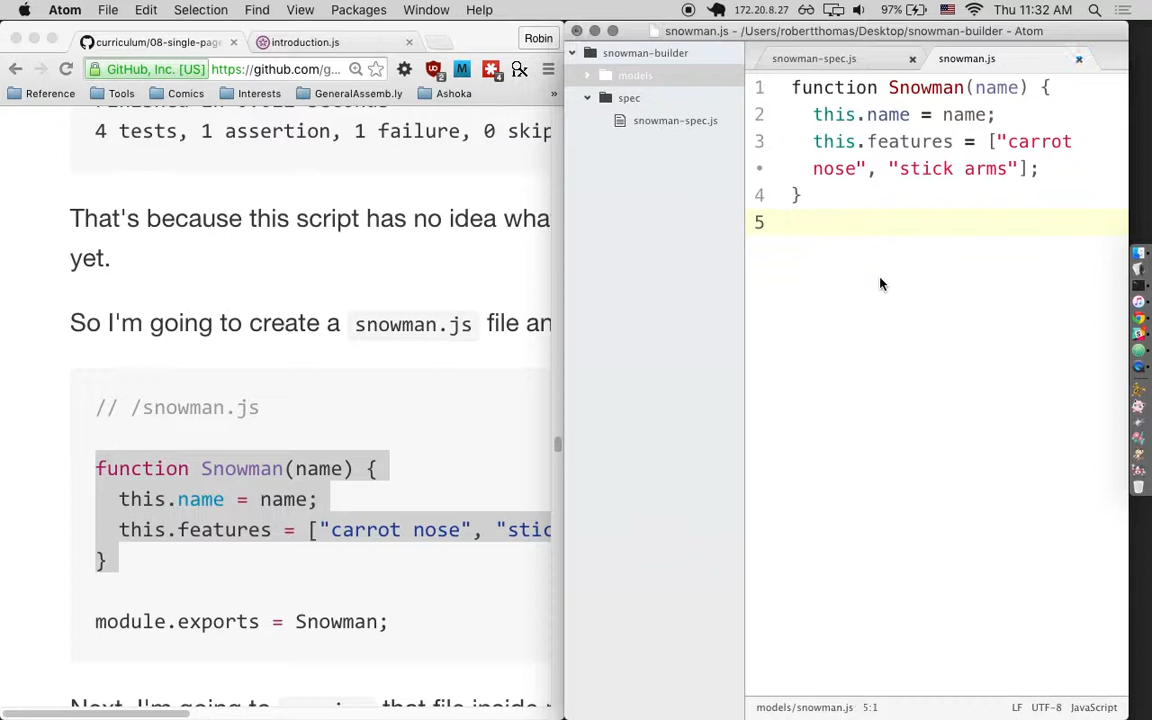 Atom File Edit Selection Find View Packages Window Help 172.20.8.27 97% Thu 11:32 AM
curriculum/08-single-page introduction.js Robin
GitHub, Inc. [US] https://github.com/g
Reference Tools Comics Interests GeneralAssemb.ly Ashoka
4 tests, 1 assertion, 1 failure, 0 skip
That's because this script has no idea wha
yet.
So I'm going to create a snowman.js file an
// /snowman.js
function Snowman(name) {
this.name = name;
this.features = ["carrot nose", "stic
}
module.exports = Snowman;
Next, I'm going to that file inside
snowman.js - /Users/robertthomas/Desktop/snowman-builder - Atom
snowman-builder
models
spec
snowman-spec.js
snowman-spec.js snowman.js
1 function Snowman(name) {
2 this.name = name;
3 this.features = ["carrot
nose", "stick arms"];
4 }
5
models/snowman.js 5:1 LF UTF-8 JavaScript